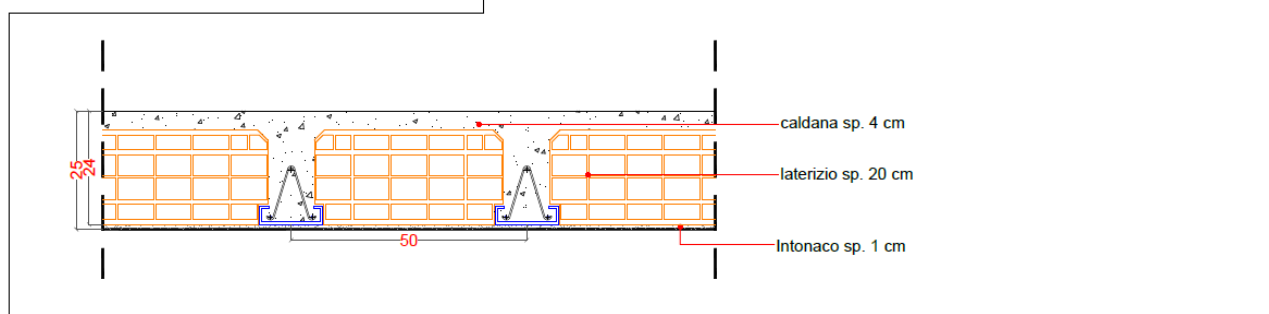 caldana sp. 4 cm
25
24
laterizio sp. 20 cm
50
Intonaco sp. 1 cm